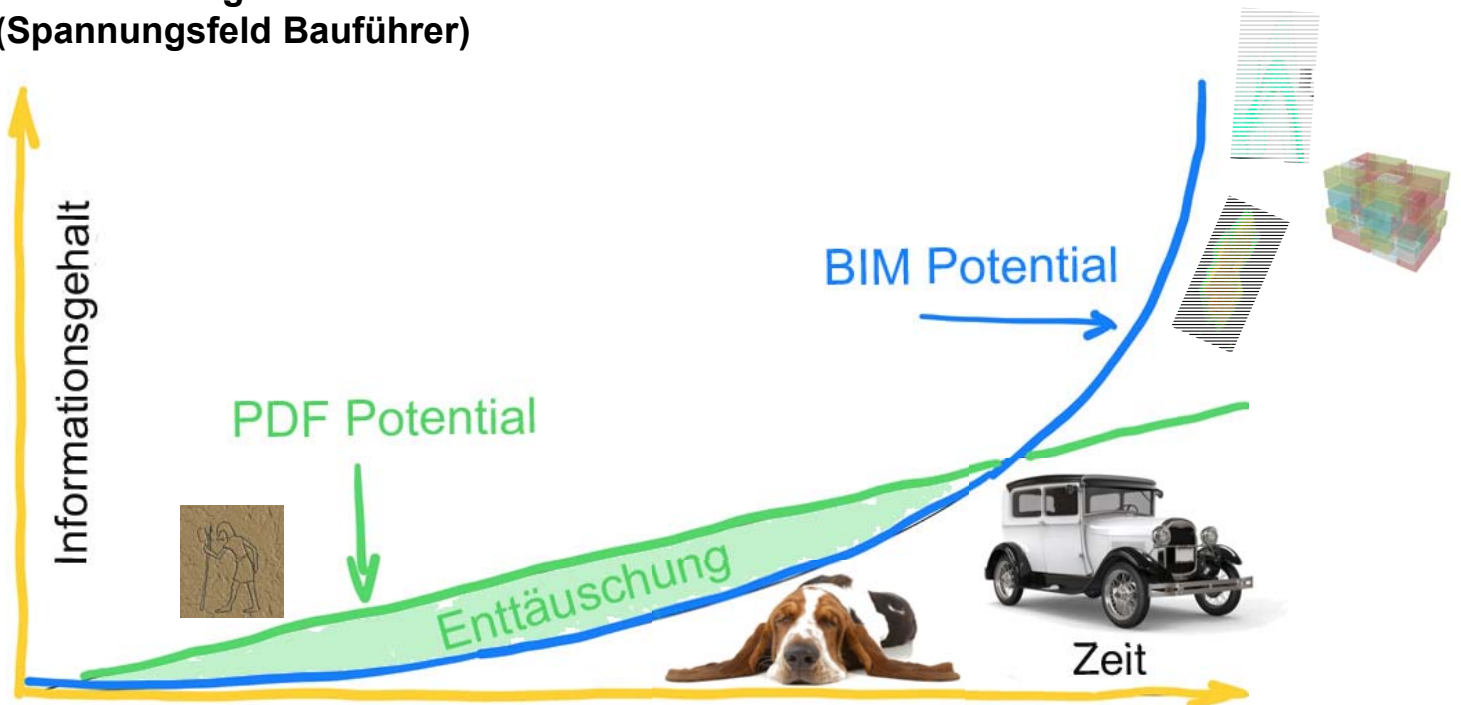 (Spannungsfeld Bauführer)
Informationsgehalt
BIM Potential
PDF Potential
Enttäuschung
Zeit